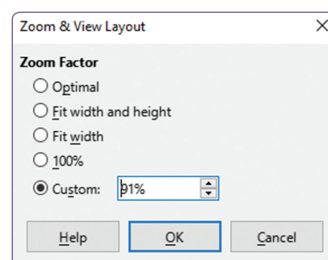 Zoom & View Layout
Zoom Factor
Optimal
Fit width and height
Fit width
100%
Custom: 91%
Help OK Cancel